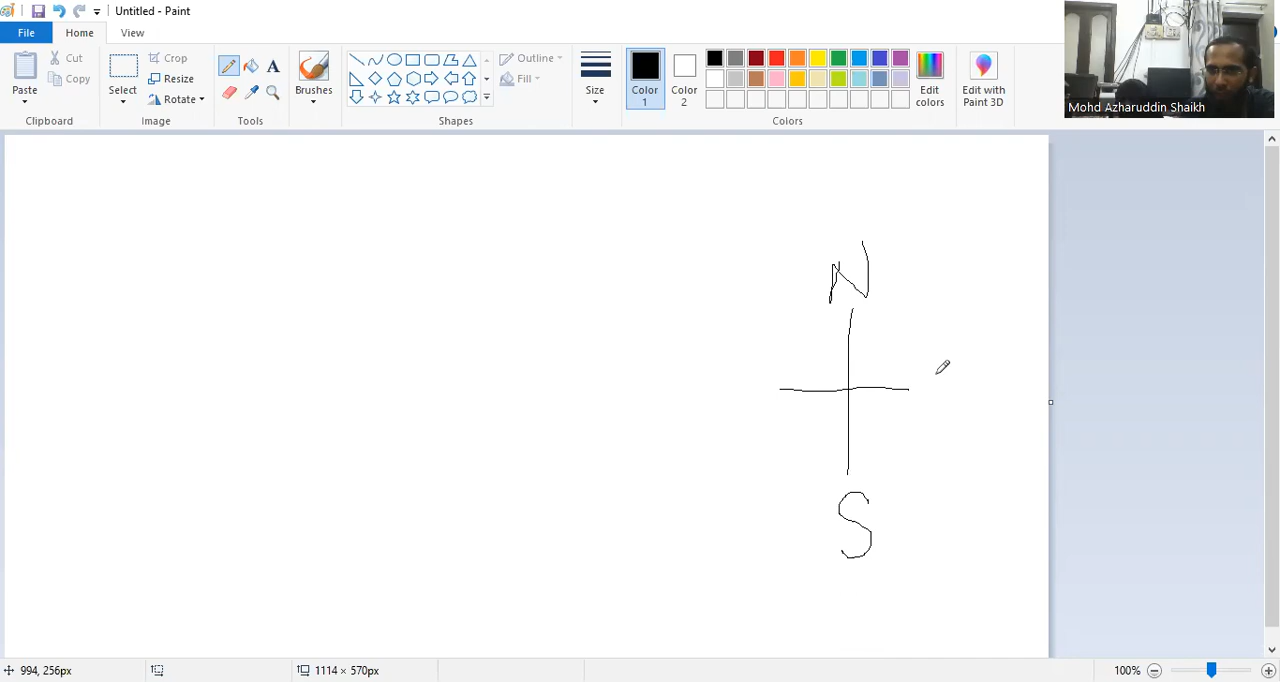 Untitled - Paint
File
Home
View
Paste
Cut
Copy
Clipboard
Select
Crop
Resize
Rotate
Image
Tools
Brushes
Shapes
Outline
Fill
Size
Color 1
Color 2
Edit colors
Edit with Paint 3D
Colors
Mohd Azharuddin Shaikh
N
S
994, 256px
1114 × 570px
100%